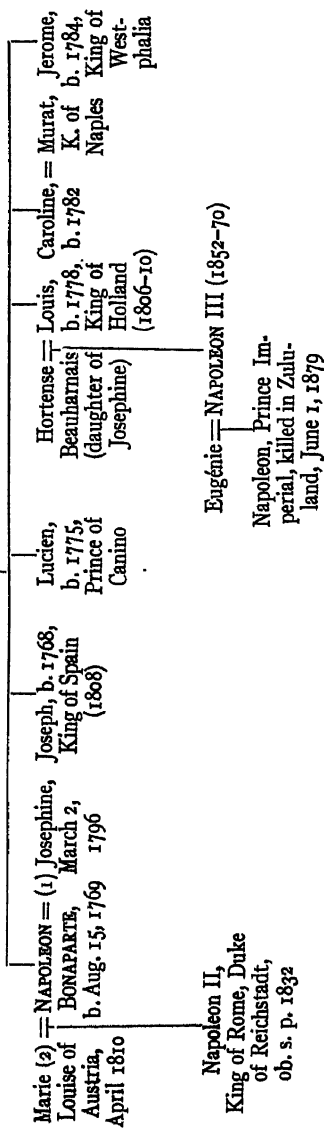 Marie (2) = NAPOLEON = (1) Josephine,
Louise of BONAPARTE, March 2,
Austria, b. Aug. 15, 1769 1796
April 1810
Napoleon II,
King of Rome, Duke
of Reichstadt,
ob. s. p. 1832
Joseph, b. 1768,
King of Spain
(1808)
Lucien,
b. 1775,
Prince of
Canino
Hortense = Louis,
Beauharnais b. 1778,
(daughter of King of
Josephine) Holland
(1806-10)
Eugénie = NAPOLEON III (1852-70)
Napoleon, Prince Im-
perial, killed in Zulu-
land, June 1, 1879
Caroline, = Murat,
b. 1782 K. of
Naples
Jerome,
b. 1784,
King of
West-
phalia